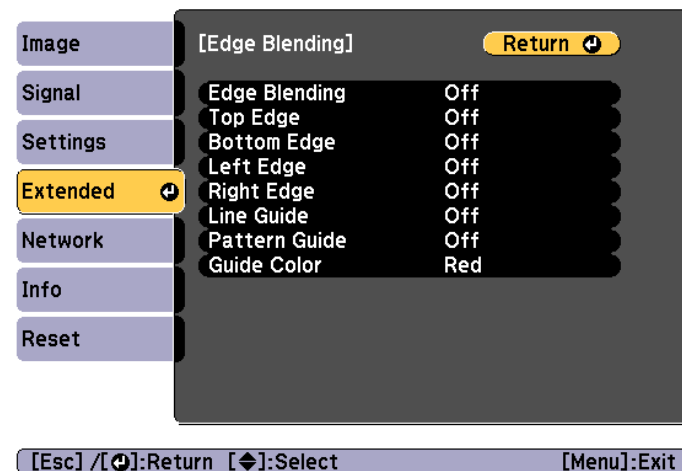 Image
Signal
Settings
Extended
Network
Info
Reset
[Edge Blending]
Return
Edge Blending Off
Top Edge Off
Bottom Edge Off
Left Edge Off
Right Edge Off
Line Guide Off
Pattern Guide Off
Guide Color Red
[Esc] /[⏎]:Return [◆]:Select [Menu]:Exit